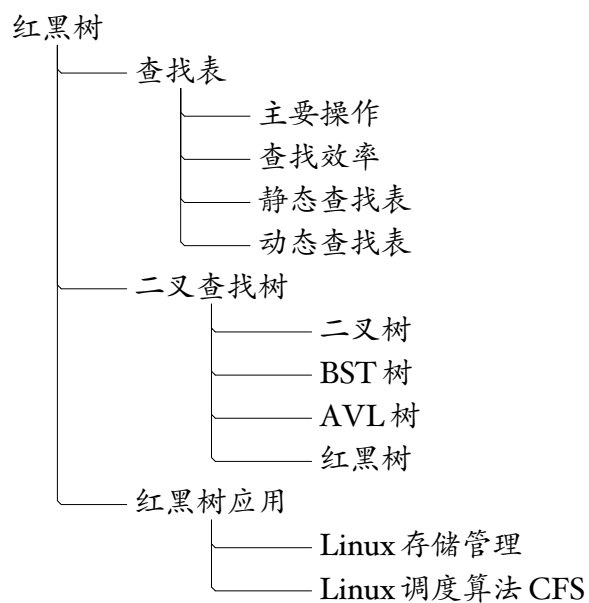 红黑树
查找表
主要操作
查找效率
静态查找表
动态查找表
二叉查找树
二叉树
BST 树
AVL 树
红黑树
红黑树应用
Linux 存储管理
Linux 调度算法 CFS